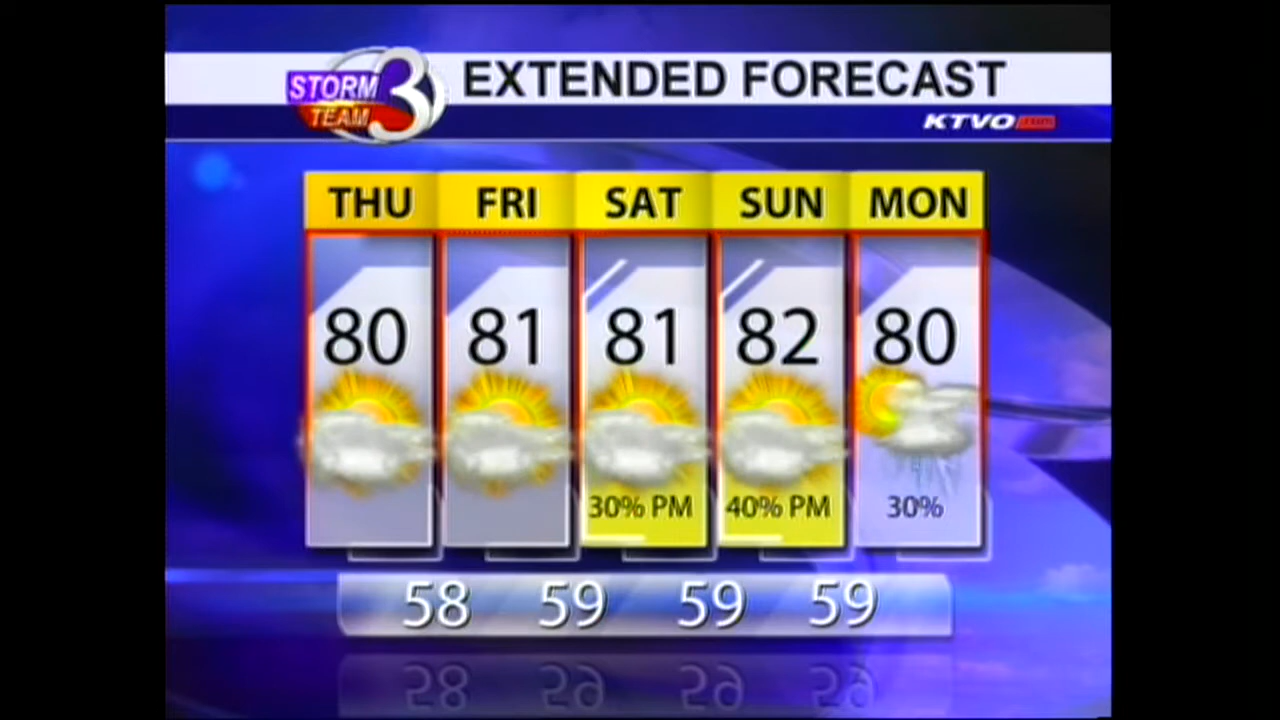 STORM TEAM 3
EXTENDED FORECAST
KTVO.com
THU FRI SAT SUN MON
80 81 81 82 80
30% PM 40% PM 30%
58 59 59 59